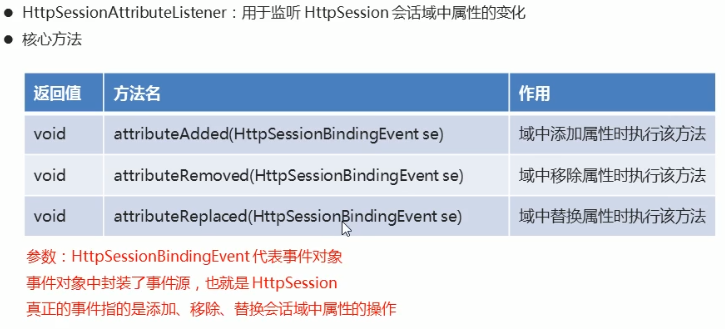 ● HttpSessionAttributeListener：用于监听 HttpSession 会话域中属性的变化
● 核心方法
返回值 方法名 作用
void attributeAdded(HttpSessionBindingEvent se) 域中添加属性时执行该方法
void attributeRemoved(HttpSessionBindingEvent se) 域中移除属性时执行该方法
void attributeReplaced(HttpSessionBindingEvent se) 域中替换属性时执行该方法
参数：HttpSessionBindingEvent 代表事件对象
事件对象中封装了事件源，也就是 HttpSession
真正的事件指的是添加、移除、替换会话域中属性的操作